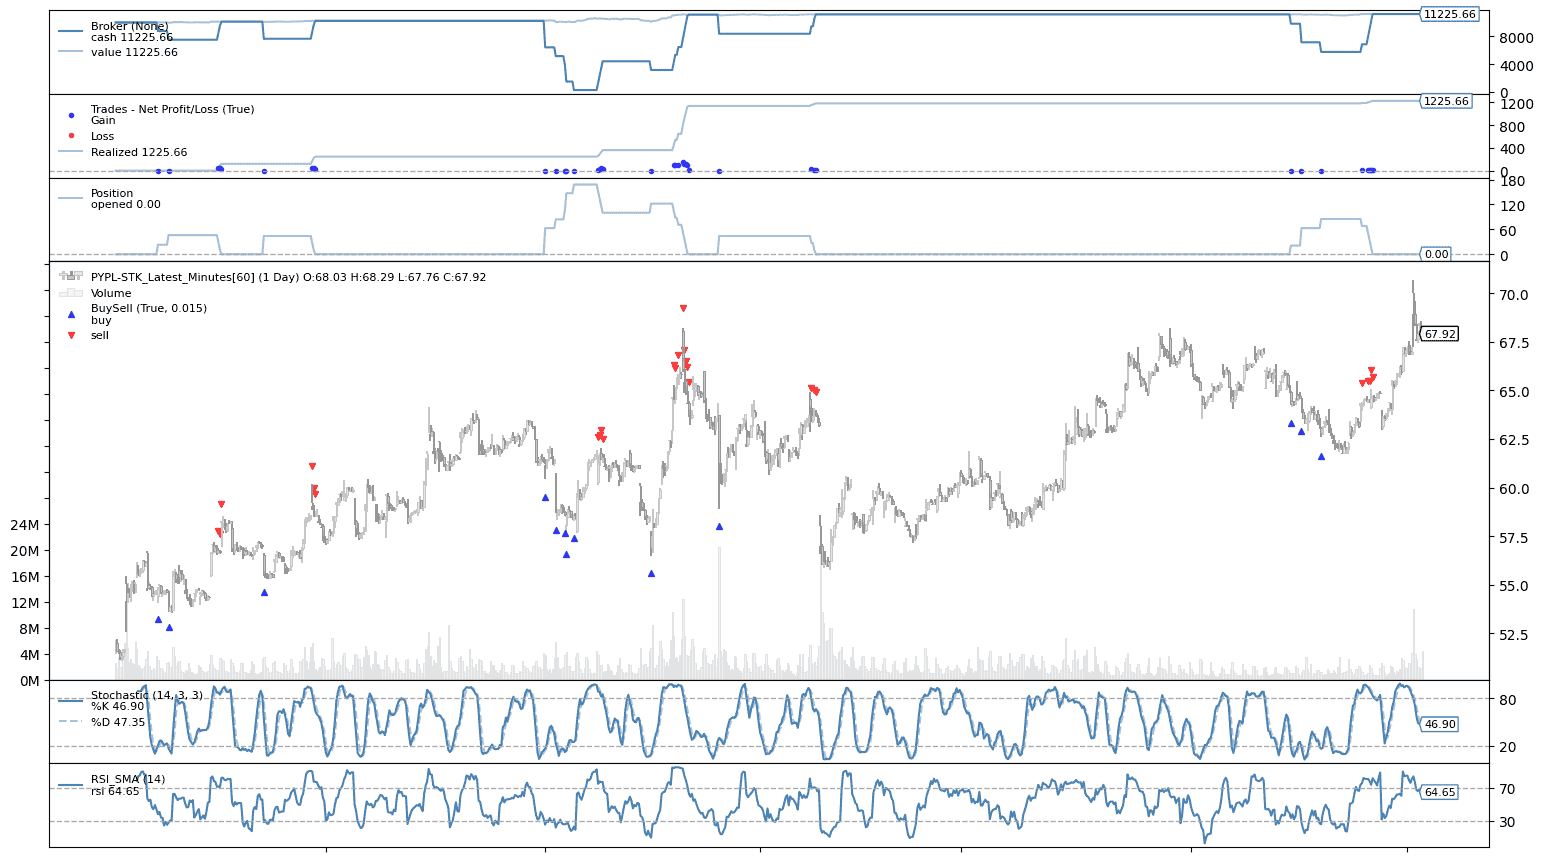 Broker (None)
cash 11225.66
value 11225.66
11225.66
8000
4000
0
Trades - Net Profit/Loss (True)
Gain
Loss
Realized 1225.66
1225.66
1200
800
400
0
Position
opened 0.00
180
120
60
0
0.00
PYPL-STK_Latest_Minutes[60] (1 Day) O:68.03 H:68.29 L:67.76 C:67.92
Volume
BuySell (True, 0.015)
buy
sell
70.0
67.92
67.5
65.0
62.5
60.0
57.5
55.0
52.5
24M
20M
16M
12M
8M
4M
0M
Stochastic (14, 3, 3)
%K 46.90
%D 47.35
80
46.90
20
RSI_SMA (14)
rsi 64.65
70
64.65
30